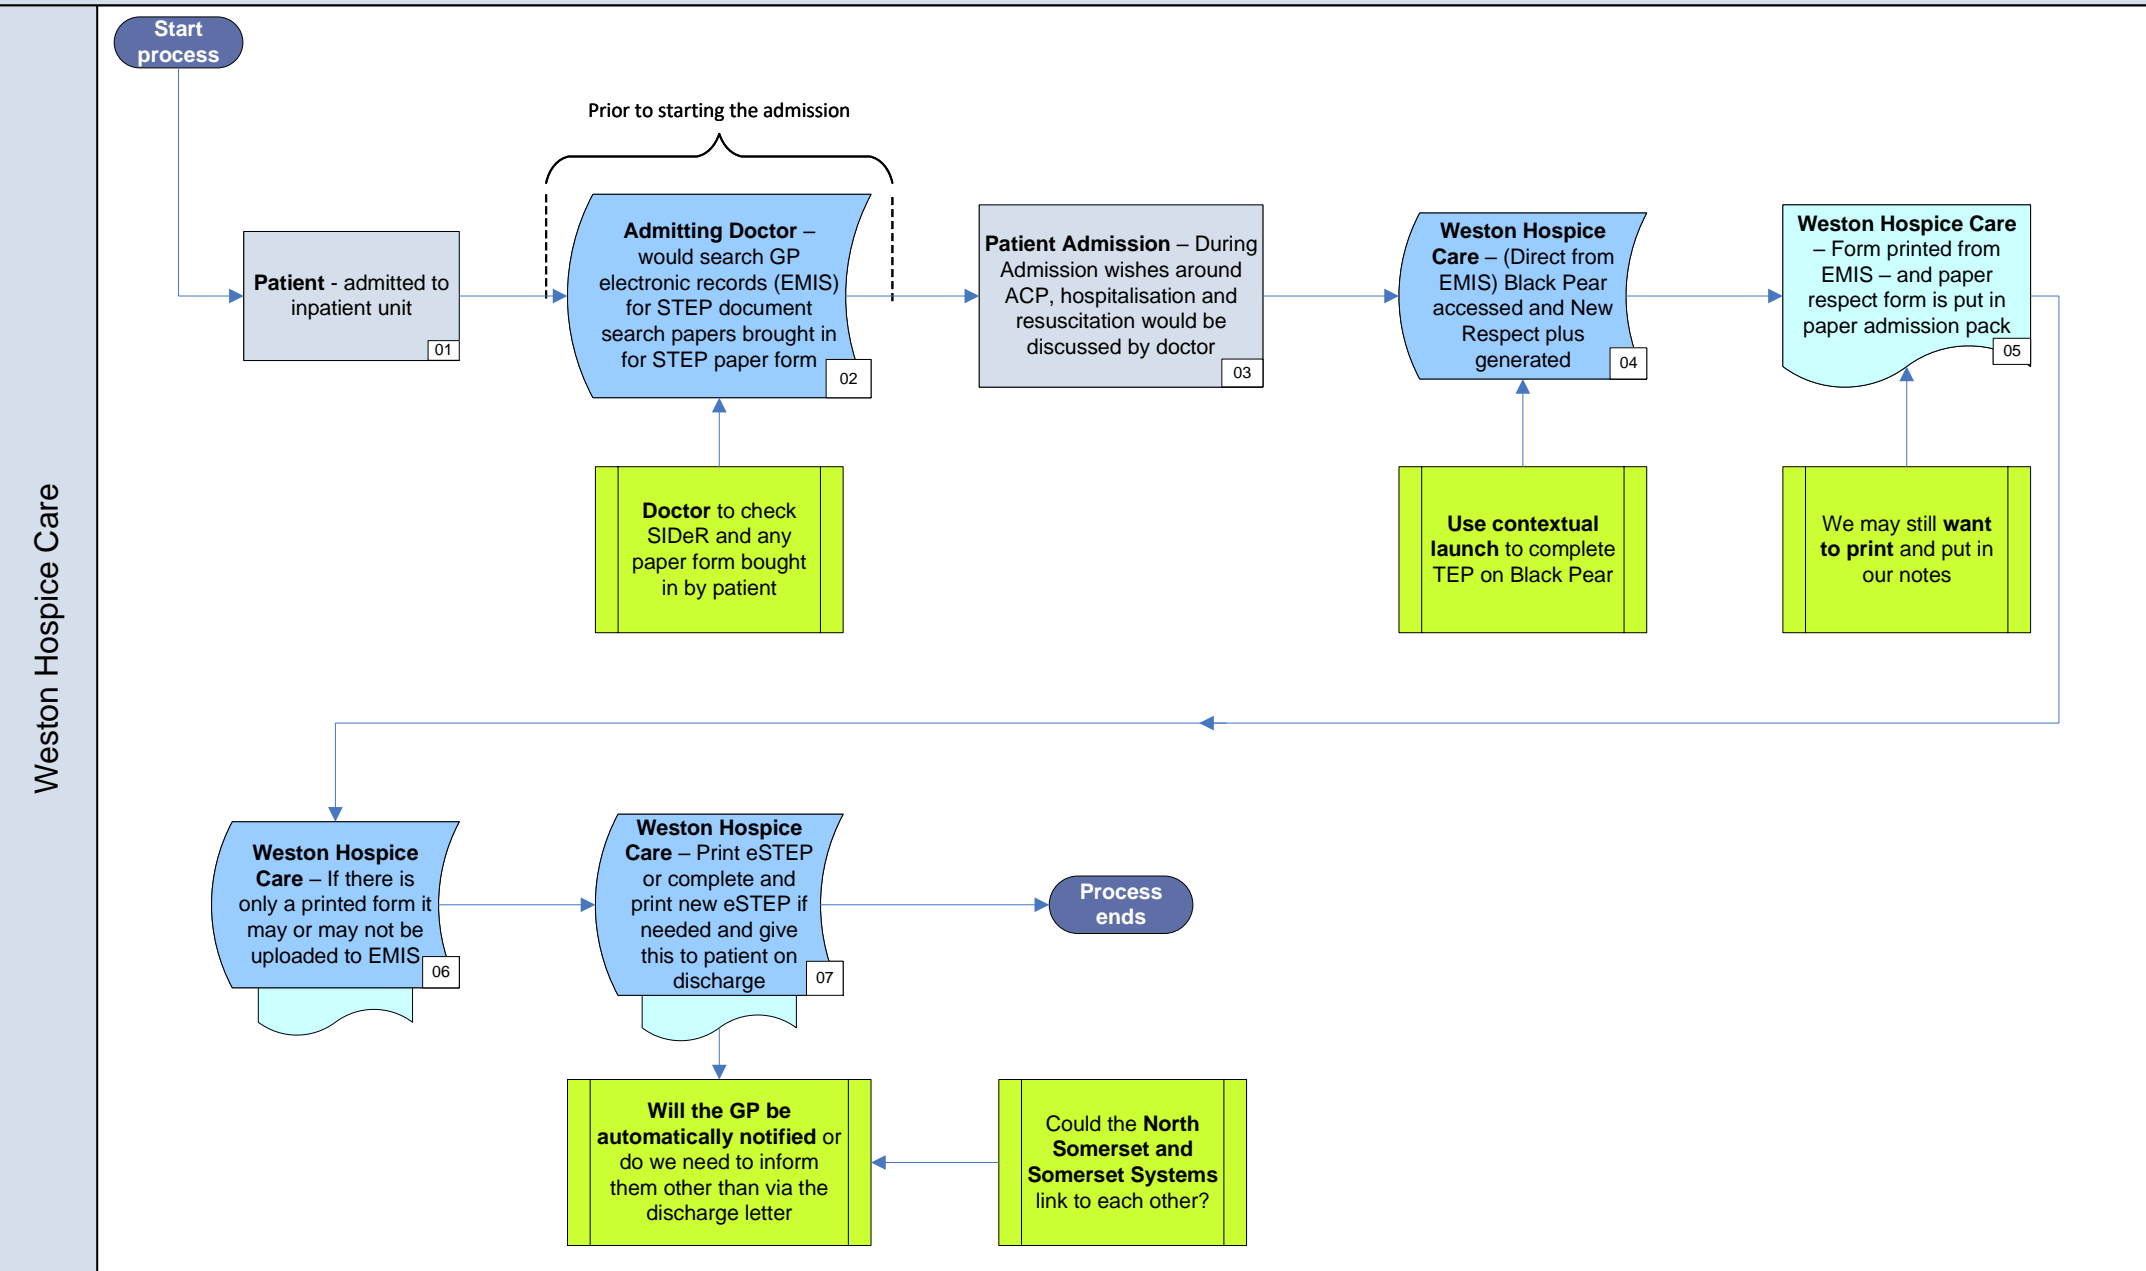 Start
process
Prior to starting the admission
Patient - admitted to
inpatient unit
01
Admitting Doctor –
would search GP
electronic records (EMIS)
for STEP document
search papers brought in
for STEP paper form
02
Patient Admission – During
Admission wishes around
ACP, hospitalisation and
resuscitation would be
discussed by doctor
03
Weston Hospice
Care – (Direct from
EMIS) Black Pear
accessed and New
Respect plus
generated
04
Weston Hospice Care
– Form printed from
EMIS – and paper
respect form is put in
paper admission pack
05
Doctor to check
SIDeR and any
paper form bought
in by patient
Use contextual
launch to complete
TEP on Black Pear
We may still want
to print and put in
our notes
Weston Hospice Care
Weston Hospice
Care – If there is
only a printed form it
may or may not be
uploaded to EMIS
06
Weston Hospice
Care – Print eSTEP
or complete and
print new eSTEP if
needed and give
this to patient on
discharge
07
Process
ends
Will the GP be
automatically notified or
do we need to inform
them other than via the
discharge letter
Could the North
Somerset and
Somerset Systems
link to each other?